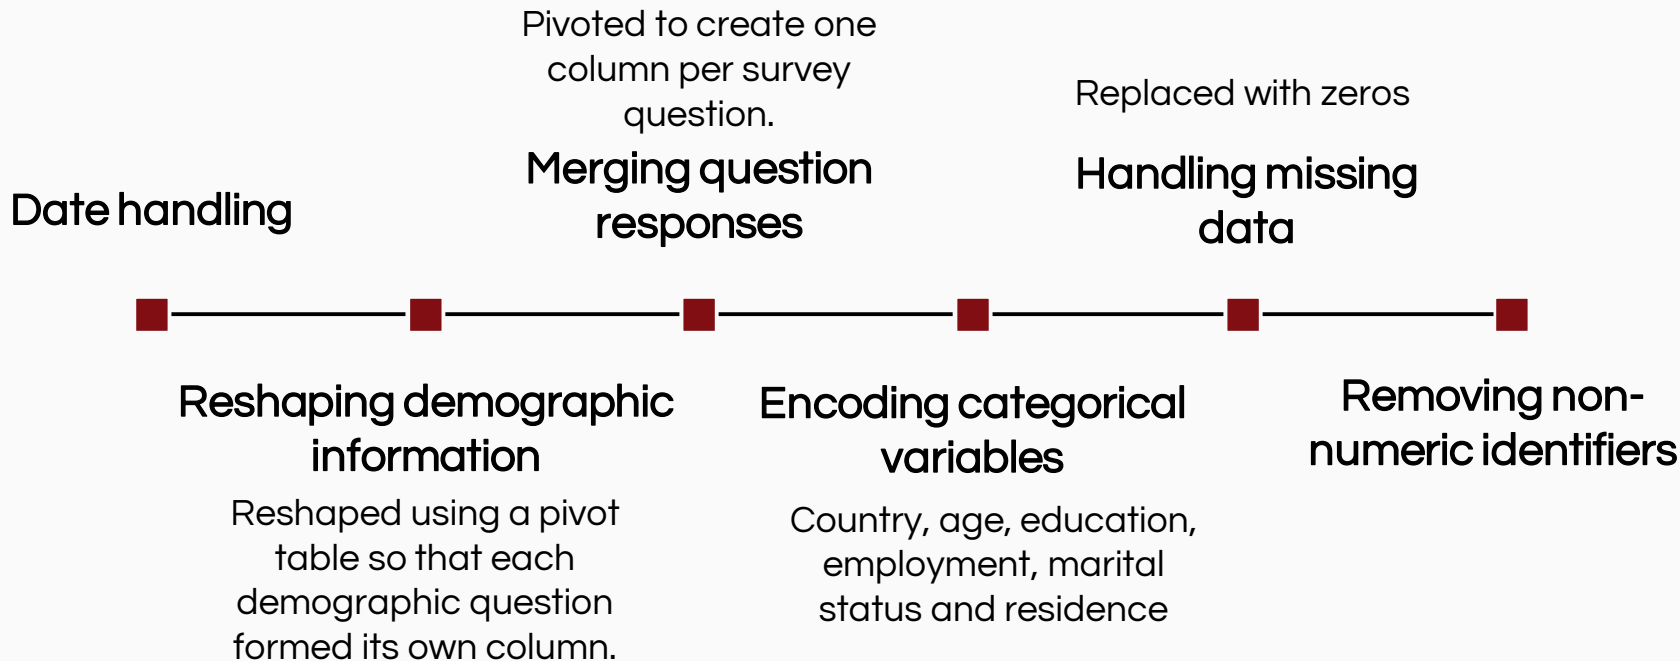 Date handling
Reshaping demographic
information
Reshaped using a pivot
table so that each
demographic question
formed its own column.
Pivoted to create one
column per survey
question.
Merging question
responses
Encoding categorical
variables
Country, age, education,
employment, marital
status and residence
Replaced with zeros
Handling missing
data
Removing non-
numeric identifiers